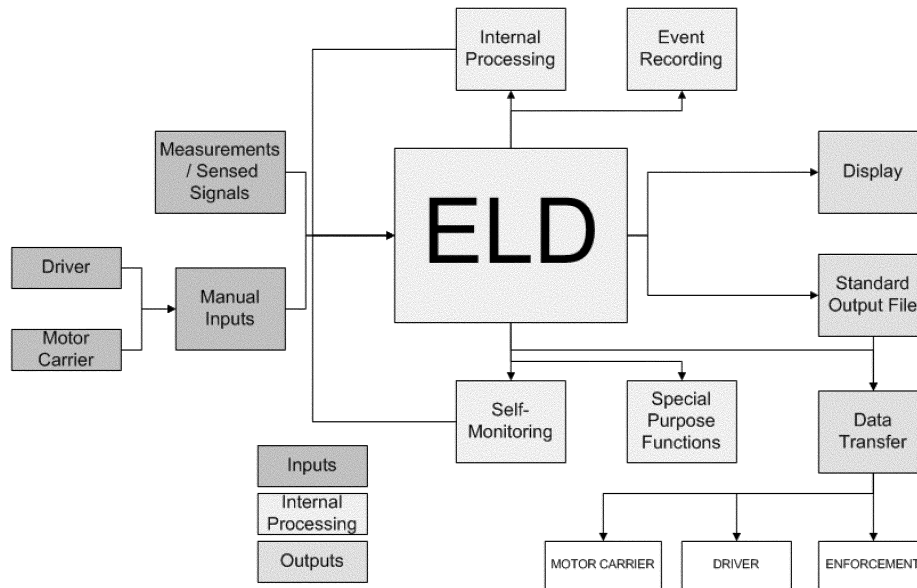 Internal
Processing
Event
Recording
Measurements
/ Sensed
Signals
ELD
Display
Driver
Manual
Inputs
Motor
Carrier
Standard
Output File
Self-
Monitoring
Special
Purpose
Functions
Data
Transfer
Inputs
Internal
Processing
Outputs
MOTOR CARRIER
DRIVER
ENFORCEMENT